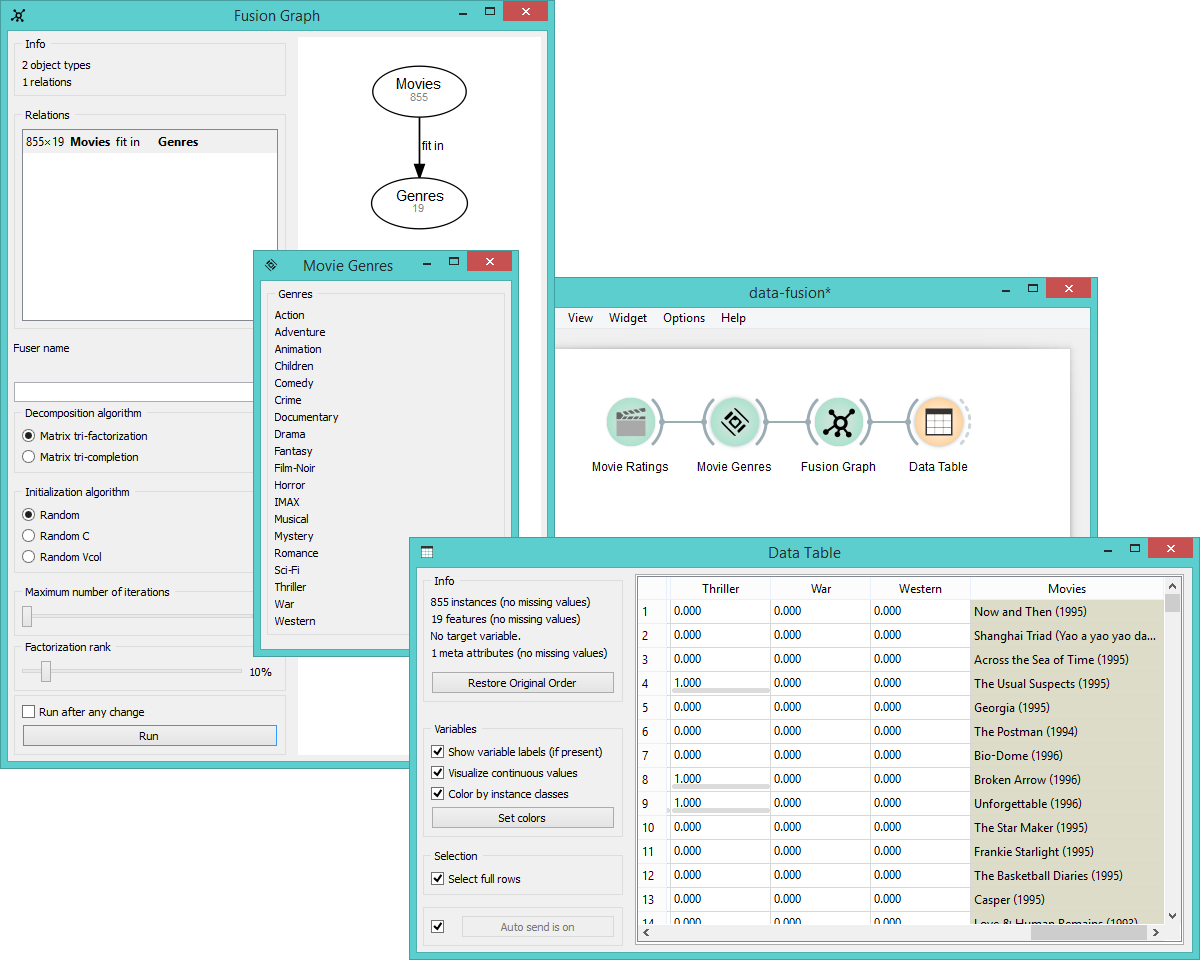 Fusion Graph
Info
2 object types
1 relations
Relations
855×19 Movies fit in Genres
Movies
855
fit in
Genres
19
Fuser name
Decomposition algorithm
Matrix tri-factorization
Matrix tri-completion
Initialization algorithm
Random
Random C
Random Vcol
Maximum number of iterations
Factorization rank
10%
Run after any change
Run
Movie Genres
Genres
Action
Adventure
Animation
Children
Comedy
Crime
Documentary
Drama
Fantasy
Film-Noir
Horror
IMAX
Musical
Mystery
Romance
Sci-Fi
Thriller
War
Western
data-fusion*
View Widget Options Help
Movie Ratings Movie Genres Fusion Graph Data Table
Data Table
Info
855 instances (no missing values)
19 features (no missing values)
No target variable.
1 meta attributes (no missing values)
Restore Original Order
Variables
Show variable labels (if present)
Visualize continuous values
Color by instance classes
Set colors
Selection
Select full rows
Auto send is on
Thriller War Western Movies
1 0.000 0.000 0.000 Now and Then (1995)
2 0.000 0.000 0.000 Shanghai Triad (Yao a yao yao da...
3 0.000 0.000 0.000 Across the Sea of Time (1995)
4 1.000 0.000 0.000 The Usual Suspects (1995)
5 0.000 0.000 0.000 Georgia (1995)
6 0.000 0.000 0.000 The Postman (1994)
7 0.000 0.000 0.000 Bio-Dome (1996)
8 1.000 0.000 0.000 Broken Arrow (1996)
9 1.000 0.000 0.000 Unforgettable (1996)
10 0.000 0.000 0.000 The Star Maker (1995)
11 0.000 0.000 0.000 Frankie Starlight (1995)
12 0.000 0.000 0.000 The Basketball Diaries (1995)
13 0.000 0.000 0.000 Casper (1995)
14 0.000 0.000 0.000 Love & Human Remains (1993)